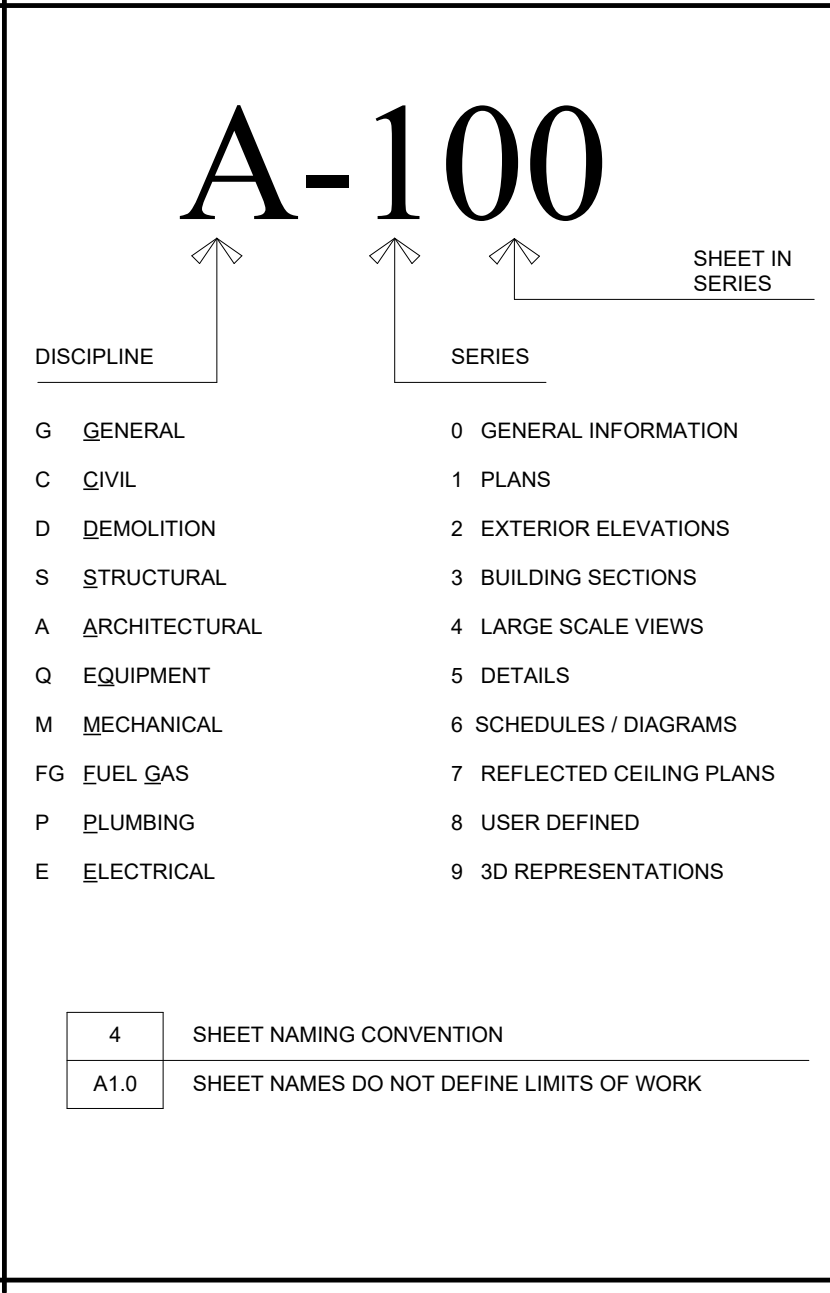 A-100
SHEET IN
SERIES
DISCIPLINE
SERIES
G GENERAL
C CIVIL
D DEMOLITION
S STRUCTURAL
A ARCHITECTURAL
Q EQUIPMENT
M MECHANICAL
FG FUEL GAS
P PLUMBING
E ELECTRICAL
0 GENERAL INFORMATION
1 PLANS
2 EXTERIOR ELEVATIONS
3 BUILDING SECTIONS
4 LARGE SCALE VIEWS
5 DETAILS
6 SCHEDULES / DIAGRAMS
7 REFLECTED CEILING PLANS
8 USER DEFINED
9 3D REPRESENTATIONS
4 SHEET NAMING CONVENTION
A1.0 SHEET NAMES DO NOT DEFINE LIMITS OF WORK